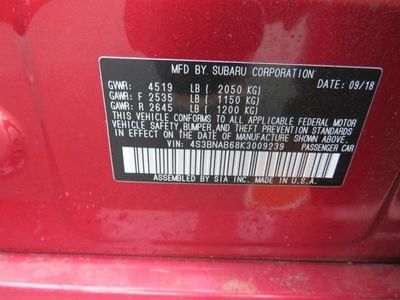 MFD BY: SUBARU CORPORATION DATE: 09/18
GVWR: 4519 LB ( 2050 KG)
GAWR: F 2535 LB ( 1150 KG)
GAWR: R 2645 LB ( 1200 KG)
THIS VEHICLE CONFORMS TO ALL APPLICABLE FEDERAL MOTOR
VEHICLE SAFETY, BUMPER, AND THEFT PREVENTION STANDARDS
IN EFFECT ON THE DATE OF MANUFACTURE SHOWN ABOVE.
VIN: 4S3BNAB68K3009239 PASSENGER CAR
ASSEMBLED BY SIA INC. MADE IN U.S.A.